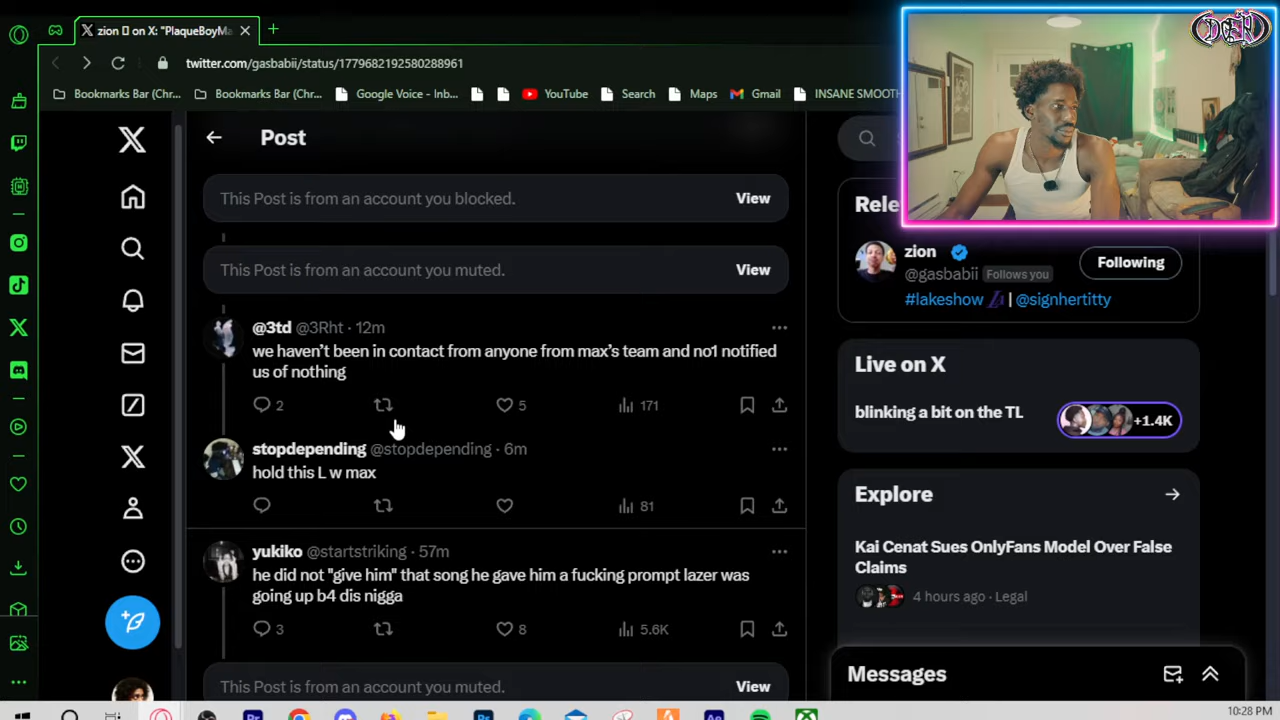 zion on X: "PlaqueBoyMa
twitter.com/gasbabii/status/1779682192580288961
Bookmarks Bar (Chr... Bookmarks Bar (Chr... Google Voice - Inb... YouTube Search Maps Gmail INSANE SMOOTH
Post
This Post is from an account you blocked. View
This Post is from an account you muted. View
@3td @3Rht · 12m
we haven't been in contact from anyone from max's team and no1 notified
us of nothing
2 5 171
stopdepending @stopdepending · 6m
hold this L w max
81
yukiko @startstriking · 57m
he did not "give him" that song he gave him a fucking prompt lazer was
going up b4 dis nigga
3 8 5.6K
This Post is from an account you muted. View
Rele
zion
@gasbabii Follows you
Following
#lakeshow | @signhertitty
Live on X
blinking a bit on the TL
+1.4K
Explore
Kai Cenat Sues OnlyFans Model Over False
Claims
4 hours ago · Legal
Messages
10:28 PM